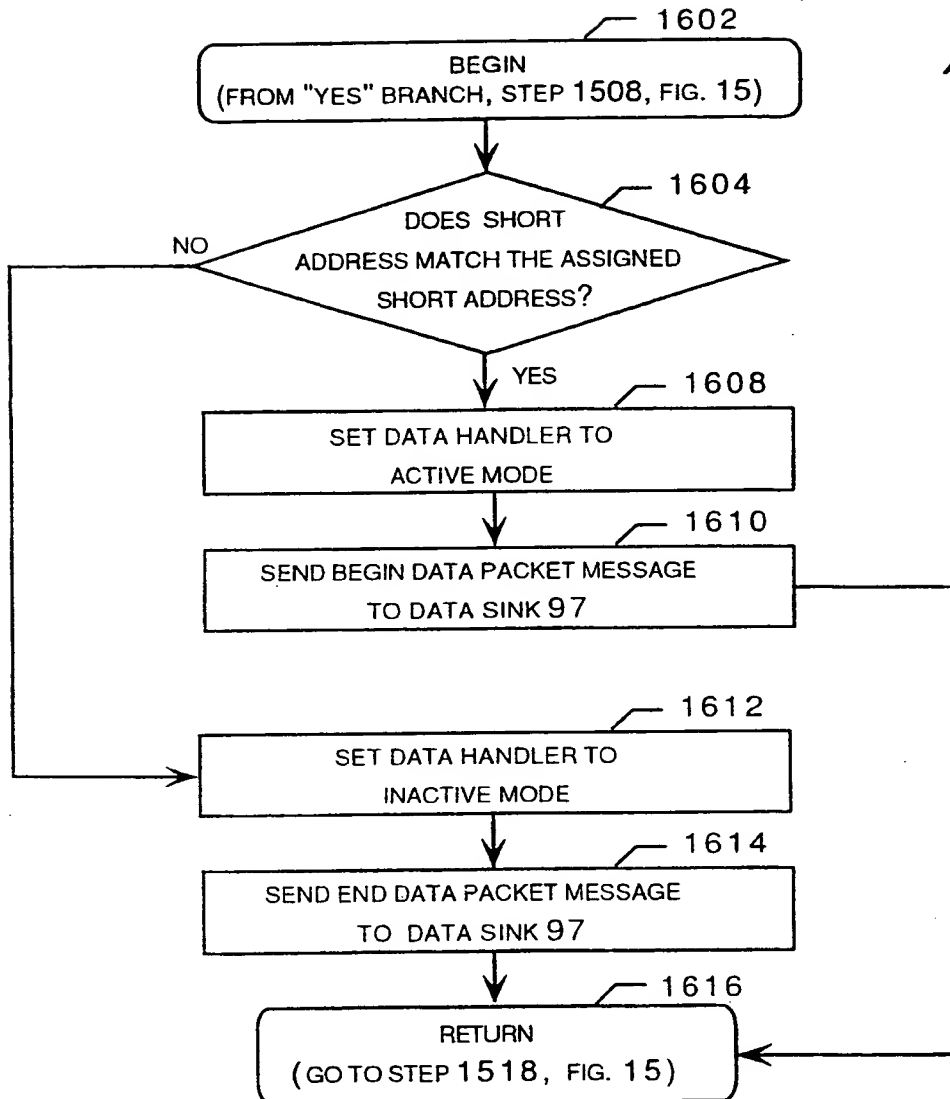 1602
BEGIN
(FROM "YES" BRANCH, STEP 1508, FIG. 15)
1604
DOES SHORT
ADDRESS MATCH THE ASSIGNED
SHORT ADDRESS?
NO
YES
1608
SET DATA HANDLER TO
ACTIVE MODE
1610
SEND BEGIN DATA PACKET MESSAGE
TO DATA SINK 97
1612
SET DATA HANDLER TO
INACTIVE MODE
1614
SEND END DATA PACKET MESSAGE
TO DATA SINK 97
1616
RETURN
(GO TO STEP 1518, FIG. 15)